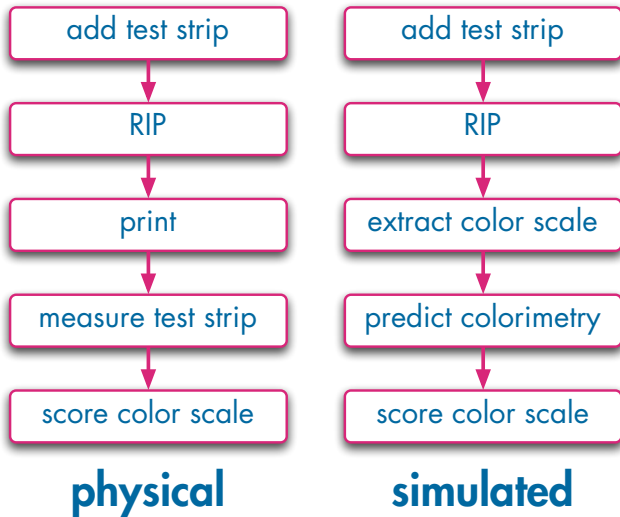 add test strip
RIP
print
measure test strip
score color scale
physical
add test strip
RIP
extract color scale
predict colorimetry
score color scale
simulated